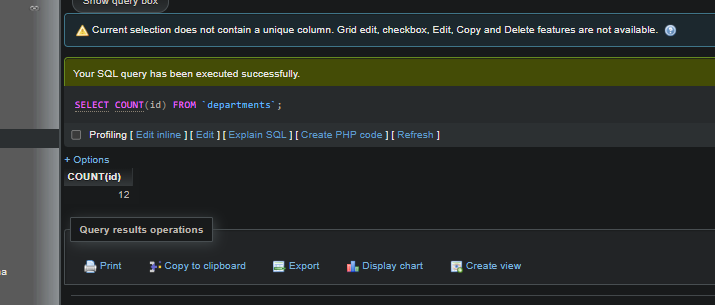 Show query box
Current selection does not contain a unique column. Grid edit, checkbox, Edit, Copy and Delete features are not available.
Your SQL query has been executed successfully.
SELECT COUNT(id) FROM `departments`;
Profiling [ Edit inline ] [ Edit ] [ Explain SQL ] [ Create PHP code ] [ Refresh ]
+ Options
COUNT(id)
12
Query results operations
Print Copy to clipboard Export Display chart Create view